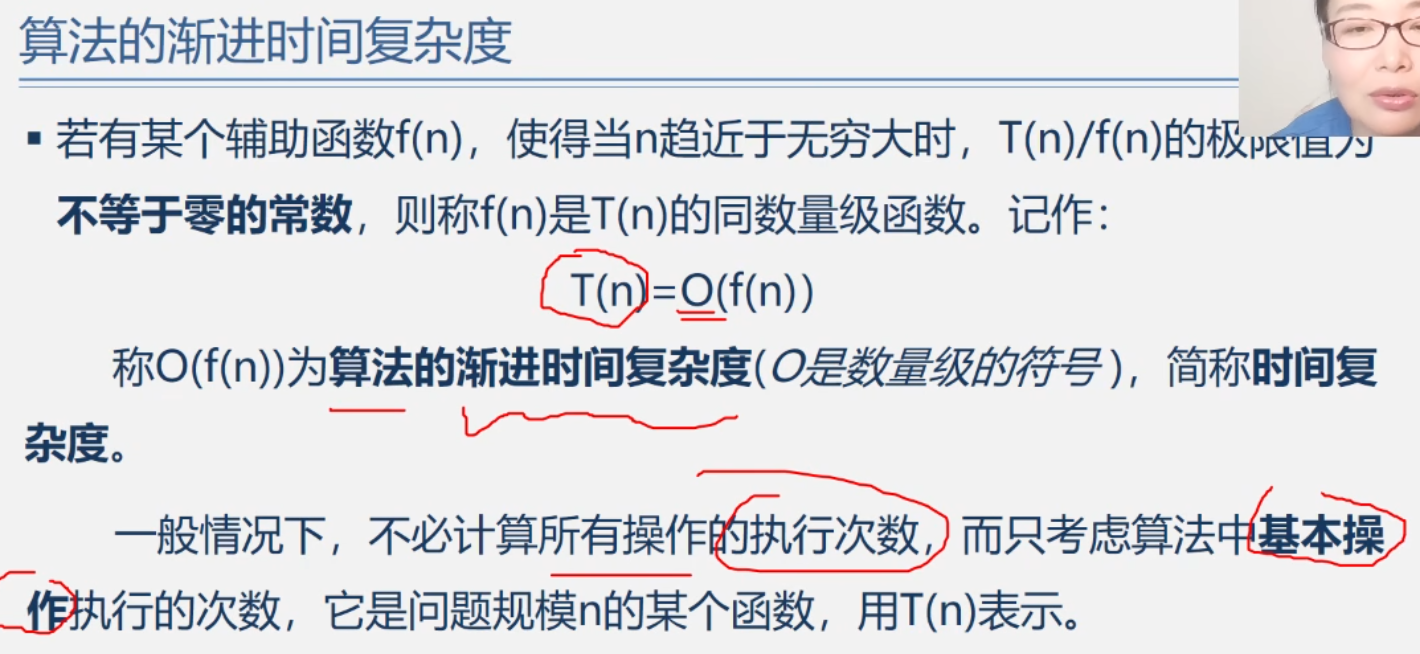 算法的渐进时间复杂度
▪ 若有某个辅助函数f(n)，使得当n趋近于无穷大时，T(n)/f(n)的极限值为
不等于零的常数，则称f(n)是T(n)的同数量级函数。记作：
T(n)=O(f(n))
称O(f(n))为算法的渐进时间复杂度(O是数量级的符号 )，简称时间复
杂度。
一般情况下，不必计算所有操作的执行次数，而只考虑算法中基本操
作执行的次数，它是问题规模n的某个函数，用T(n)表示。